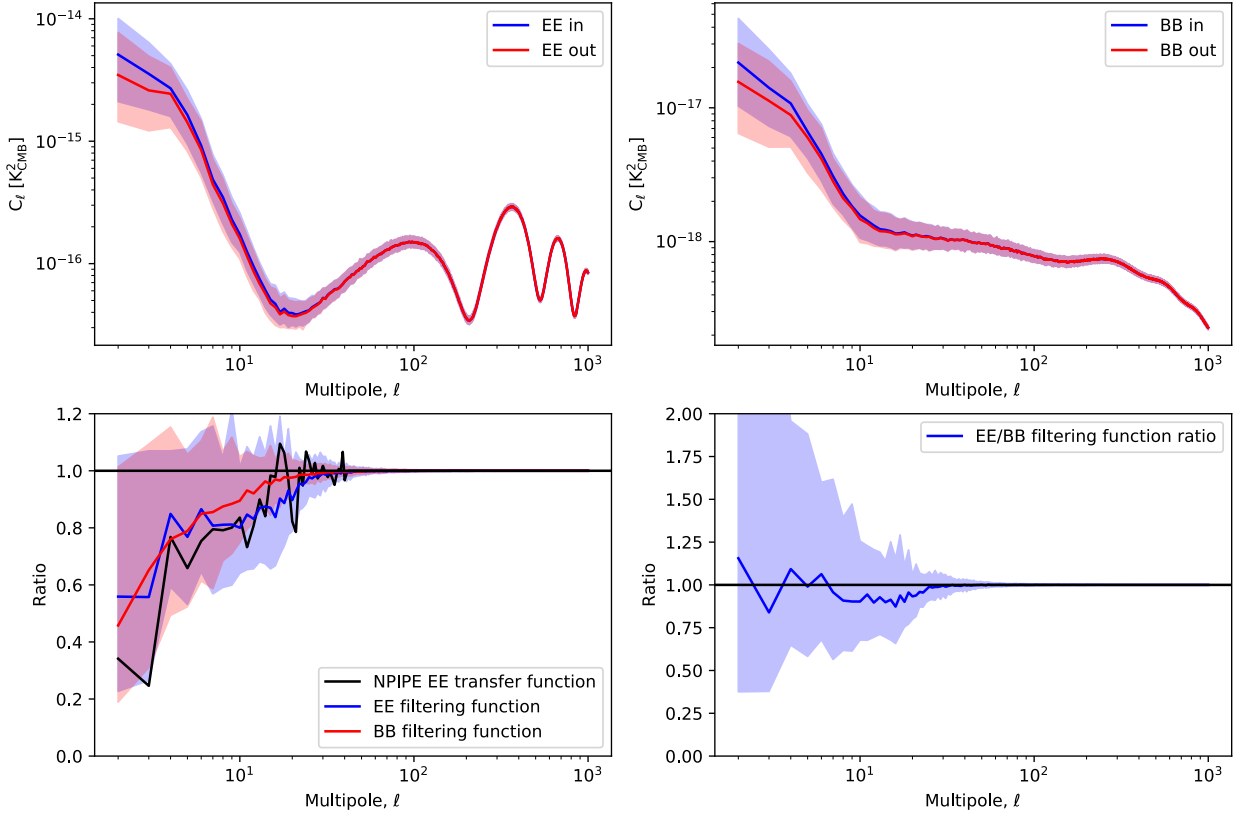 EE in
EE out
10⁻¹⁴
10⁻¹⁵
10⁻¹⁶
C_ℓ [K²_CMB]
10¹
10²
10³
Multipole, ℓ
BB in
BB out
10⁻¹⁷
10⁻¹⁸
C_ℓ [K²_CMB]
10¹
10²
10³
Multipole, ℓ
1.2
1.0
0.8
0.6
0.4
0.2
0.0
Ratio
NPIPE EE transfer function
EE filtering function
BB filtering function
10¹
10²
10³
Multipole, ℓ
2.00
1.75
1.50
1.25
1.00
0.75
0.50
0.25
0.00
Ratio
EE/BB filtering function ratio
10¹
10²
10³
Multipole, ℓ